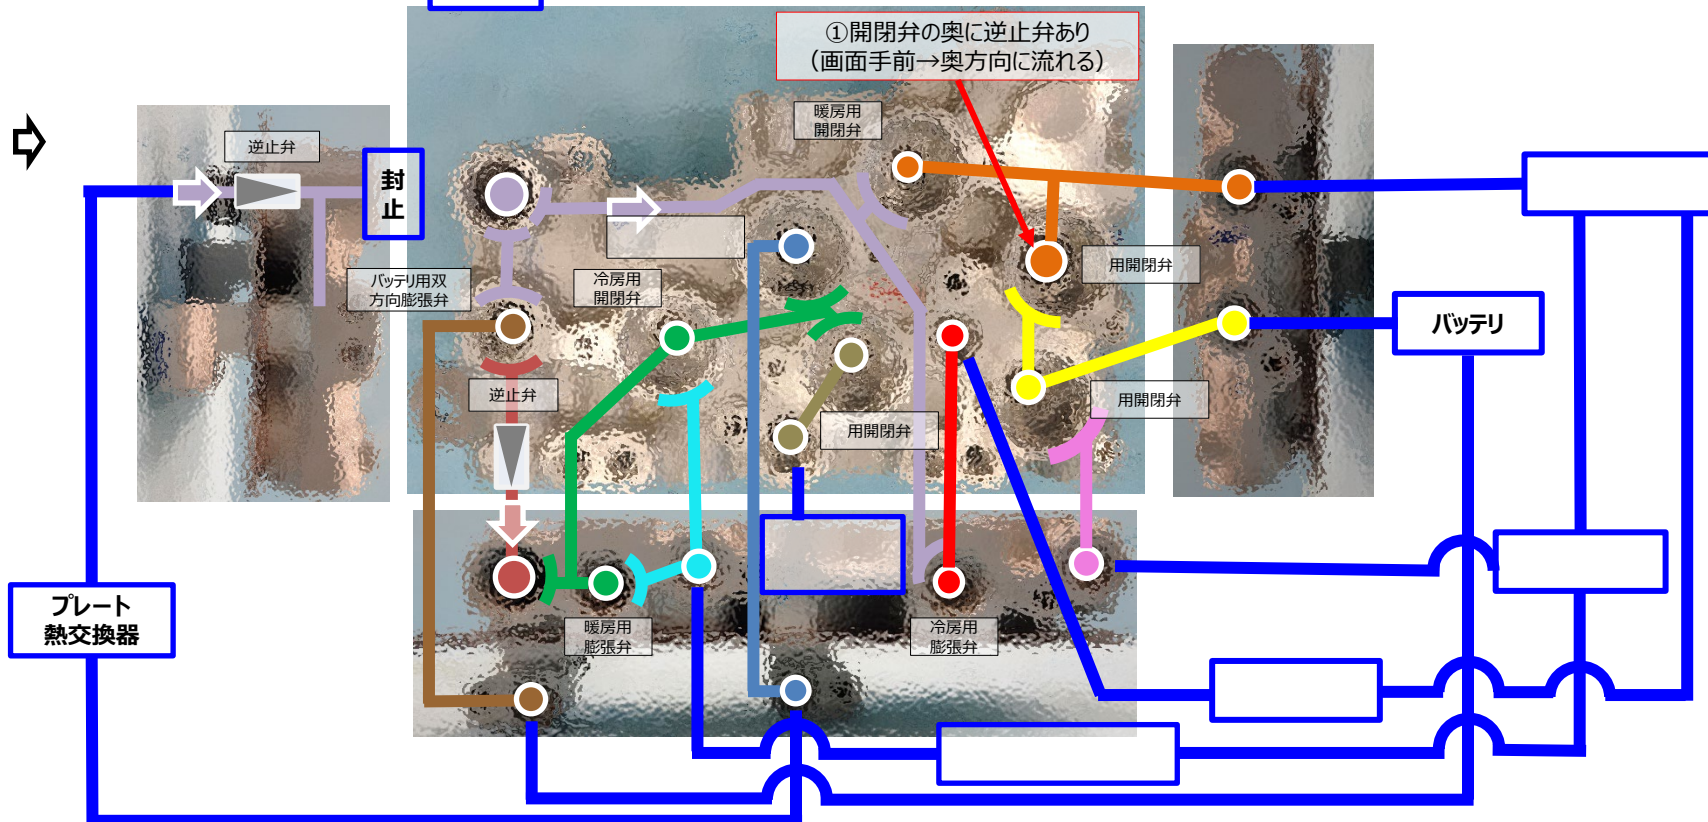 ①開閉弁の奥に逆止弁あり
（画面手前→奥方向に流れる）
暖房用
開閉弁
逆止弁
封
止
バッテリ用双
方向膨張弁
冷房用
開閉弁
用開閉弁
バッテリ
逆止弁
用開閉弁
用開閉弁
プレート
熱交換器
暖房用
膨張弁
冷房用
膨張弁